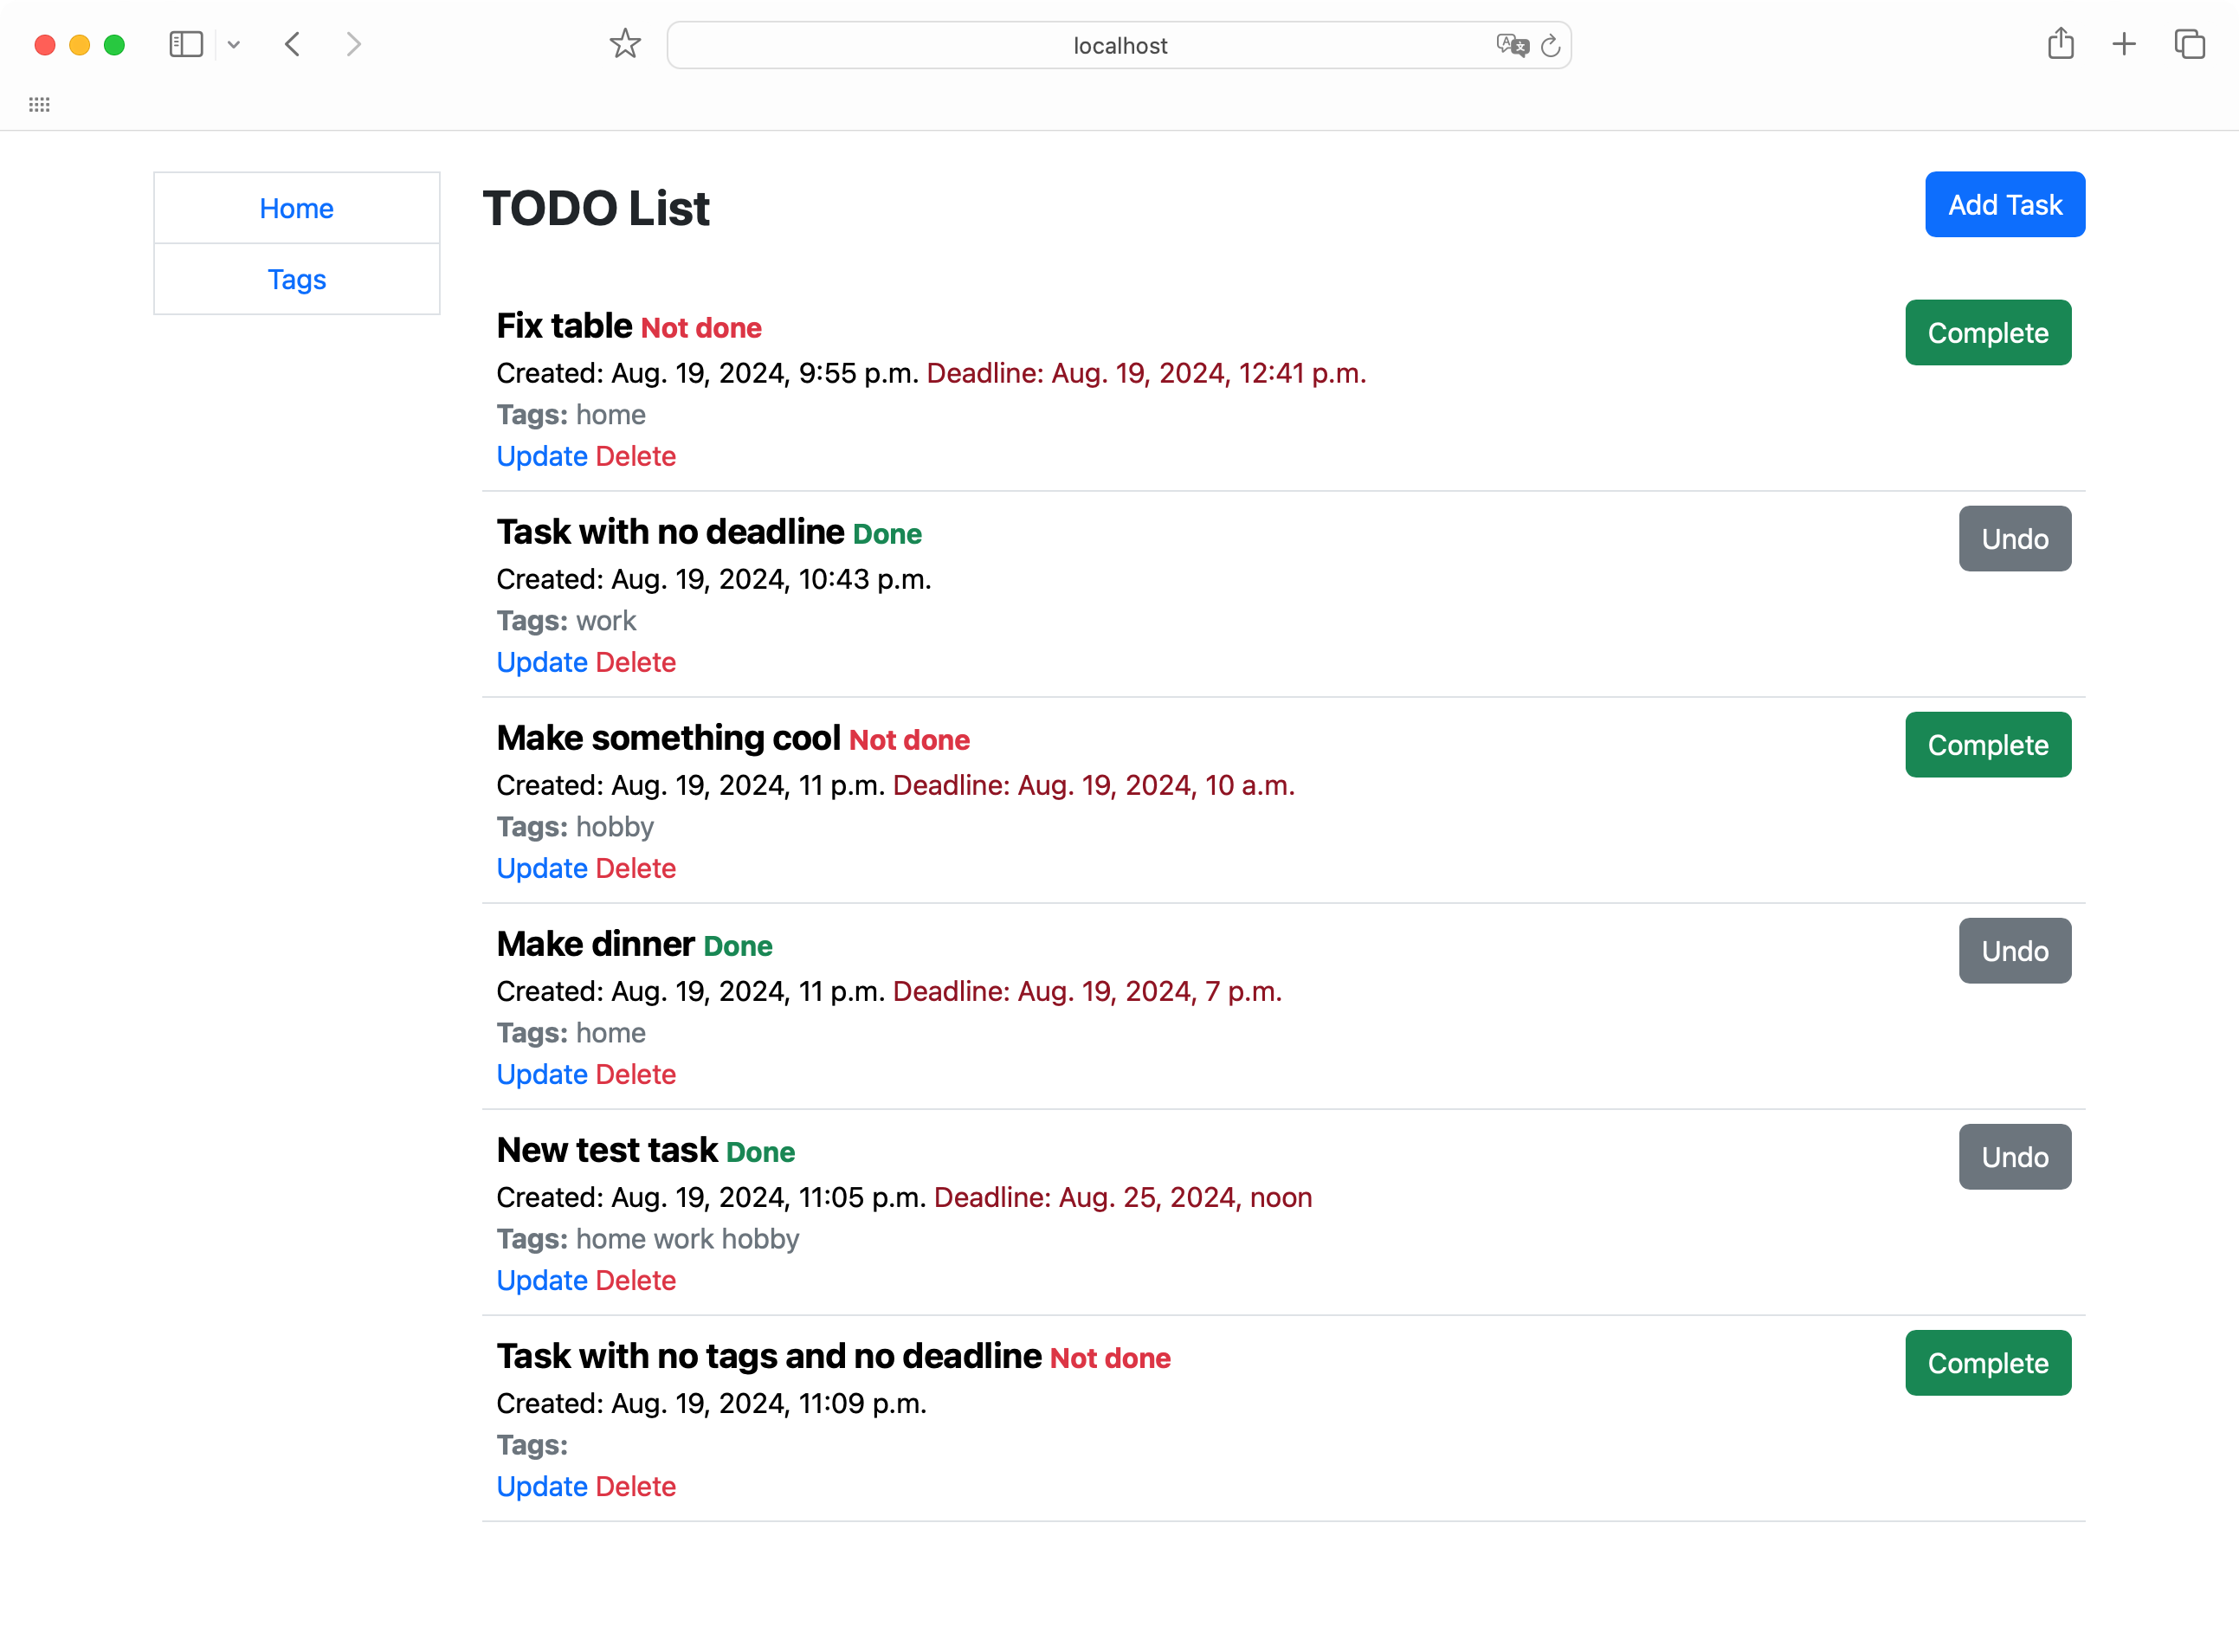 localhost
Home
Tags
TODO List
Add Task
Fix table Not done
Complete
Created: Aug. 19, 2024, 9:55 p.m. Deadline: Aug. 19, 2024, 12:41 p.m.
Tags: home
Update Delete
Task with no deadline Done
Undo
Created: Aug. 19, 2024, 10:43 p.m.
Tags: work
Update Delete
Make something cool Not done
Complete
Created: Aug. 19, 2024, 11 p.m. Deadline: Aug. 19, 2024, 10 a.m.
Tags: hobby
Update Delete
Make dinner Done
Undo
Created: Aug. 19, 2024, 11 p.m. Deadline: Aug. 19, 2024, 7 p.m.
Tags: home
Update Delete
New test task Done
Undo
Created: Aug. 19, 2024, 11:05 p.m. Deadline: Aug. 25, 2024, noon
Tags: home work hobby
Update Delete
Task with no tags and no deadline Not done
Complete
Created: Aug. 19, 2024, 11:09 p.m.
Tags:
Update Delete